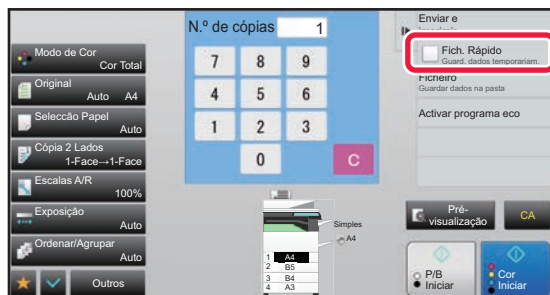 Modo de Cor
Cor Total
Original
Auto A4
Seleccão Papel
Auto
Cópia 2 Lados
1-Face→1-Face
Escalas A/R
100%
Exposição
Auto
Ordenar/Agrupar
Auto
Outros
N.º de cópias 1
7 8 9
4 5 6
1 2 3
0 C
Simples
A4
1 A4
2 B5
3 B4
4 A3
Enviar e
Fich. Rápido
Guard. dados temporariam.
Ficheiro
Guardar dados na pasta
Activar programa eco
Pré-
visualização
CA
P/B
Iniciar
Cor
Iniciar